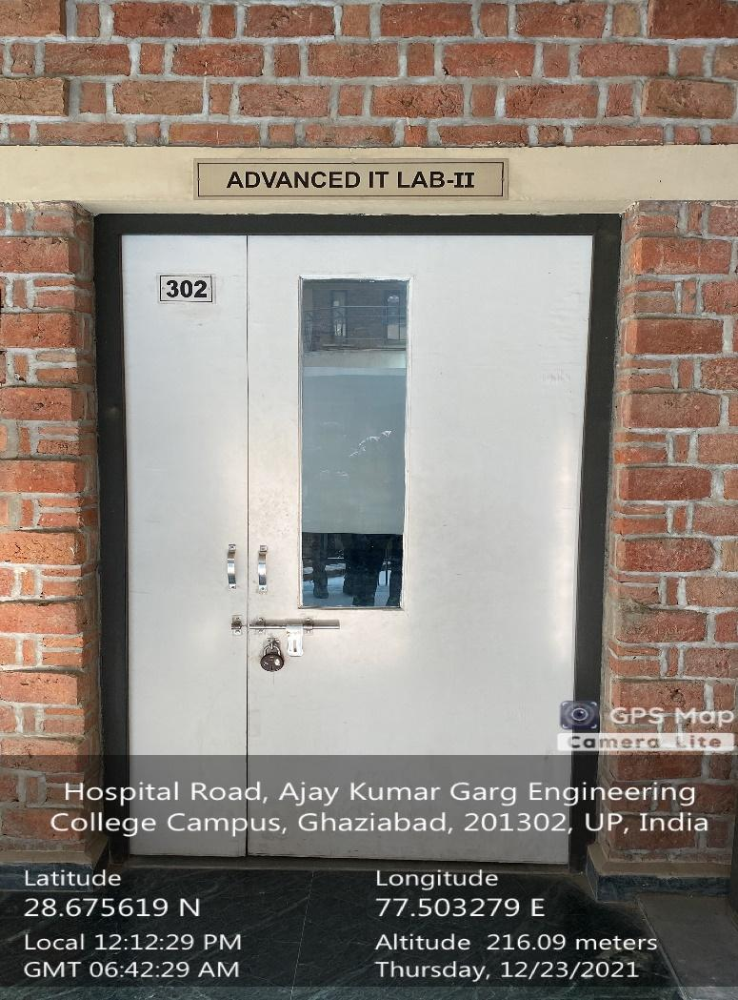 ADVANCED IT LAB-II
302
GPS Map
Camera Lite
Hospital Road, Ajay Kumar Garg Engineering
College Campus, Ghaziabad, 201302, UP, India
Latitude
28.675619 N
Longitude
77.503279 E
Local 12:12:29 PM
GMT 06:42:29 AM
Altitude 216.09 meters
Thursday, 12/23/2021